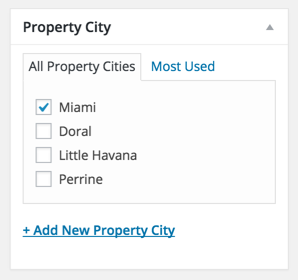 Property City
All Property Cities Most Used
Miami
Doral
Little Havana
Perrine
+ Add New Property City